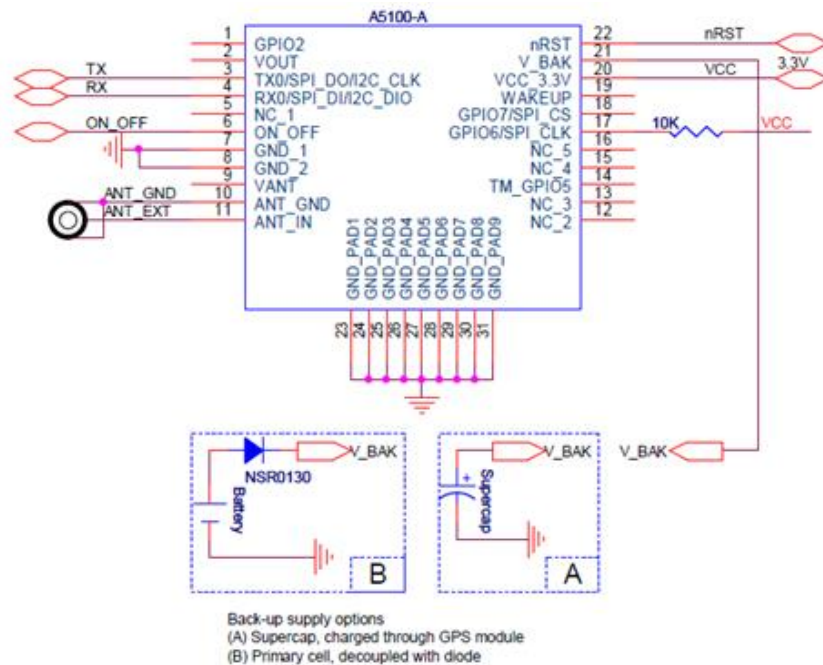 A5100-A
1 GPIO2
2 VOUT
TX 3 TX0/SPI_DO/I2C_CLK
RX 4 RX0/SPI_DI/I2C_DIO
5 NC_1
ON_OFF 6 ON_OFF
7 GND_1
8 GND_2
9 VANT
ANT_GND 10 ANT_GND
ANT_EXT 11 ANT_IN
nRST 22 nRST
V_BAK 21 3.3V
VCC_3.3V 20 VCC
WAKEUP 19
GPIO7/SPI_CS 18
GPIO6/SPI_CLK 17 10K VCC
NC_5 16
NC_4 15
TM_GPIO5 14
NC_3 13
NC_2 12
GND_PAD1 23
GND_PAD2 24
GND_PAD3 25
GND_PAD4 26
GND_PAD5 27
GND_PAD6 28
GND_PAD7 29
GND_PAD8 30
GND_PAD9 31
V_BAK
NSR0130
Battery
B
V_BAK
Supercap
A
V_BAK
Back-up supply options
(A) Supercap, charged through GPS module
(B) Primary cell, decoupled with diode